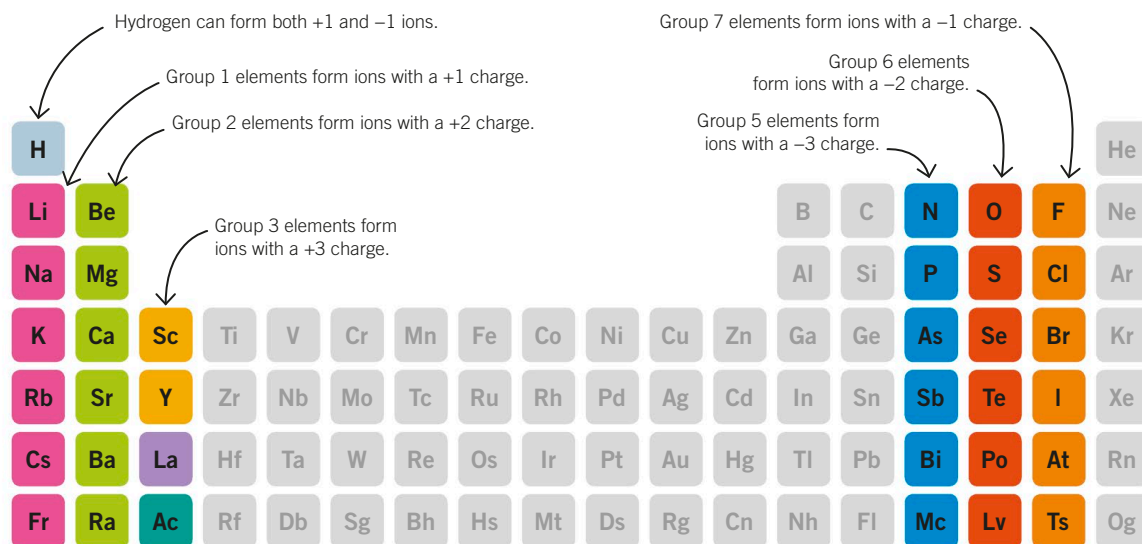 Hydrogen can form both +1 and −1 ions.
Group 7 elements form ions with a −1 charge.
Group 1 elements form ions with a +1 charge.
Group 6 elements
form ions with a −2 charge.
Group 2 elements form ions with a +2 charge.
Group 5 elements form
ions with a −3 charge.
H He
Li Be B C N O F Ne
Group 3 elements form
ions with a +3 charge.
Na Mg Al Si P S Cl Ar
K Ca Sc Ti V Cr Mn Fe Co Ni Cu Zn Ga Ge As Se Br Kr
Rb Sr Y Zr Nb Mo Tc Ru Rh Pd Ag Cd In Sn Sb Te I Xe
Cs Ba La Hf Ta W Re Os Ir Pt Au Hg Tl Pb Bi Po At Rn
Fr Ra Ac Rf Db Sg Bh Hs Mt Ds Rg Cn Nh Fl Mc Lv Ts Og